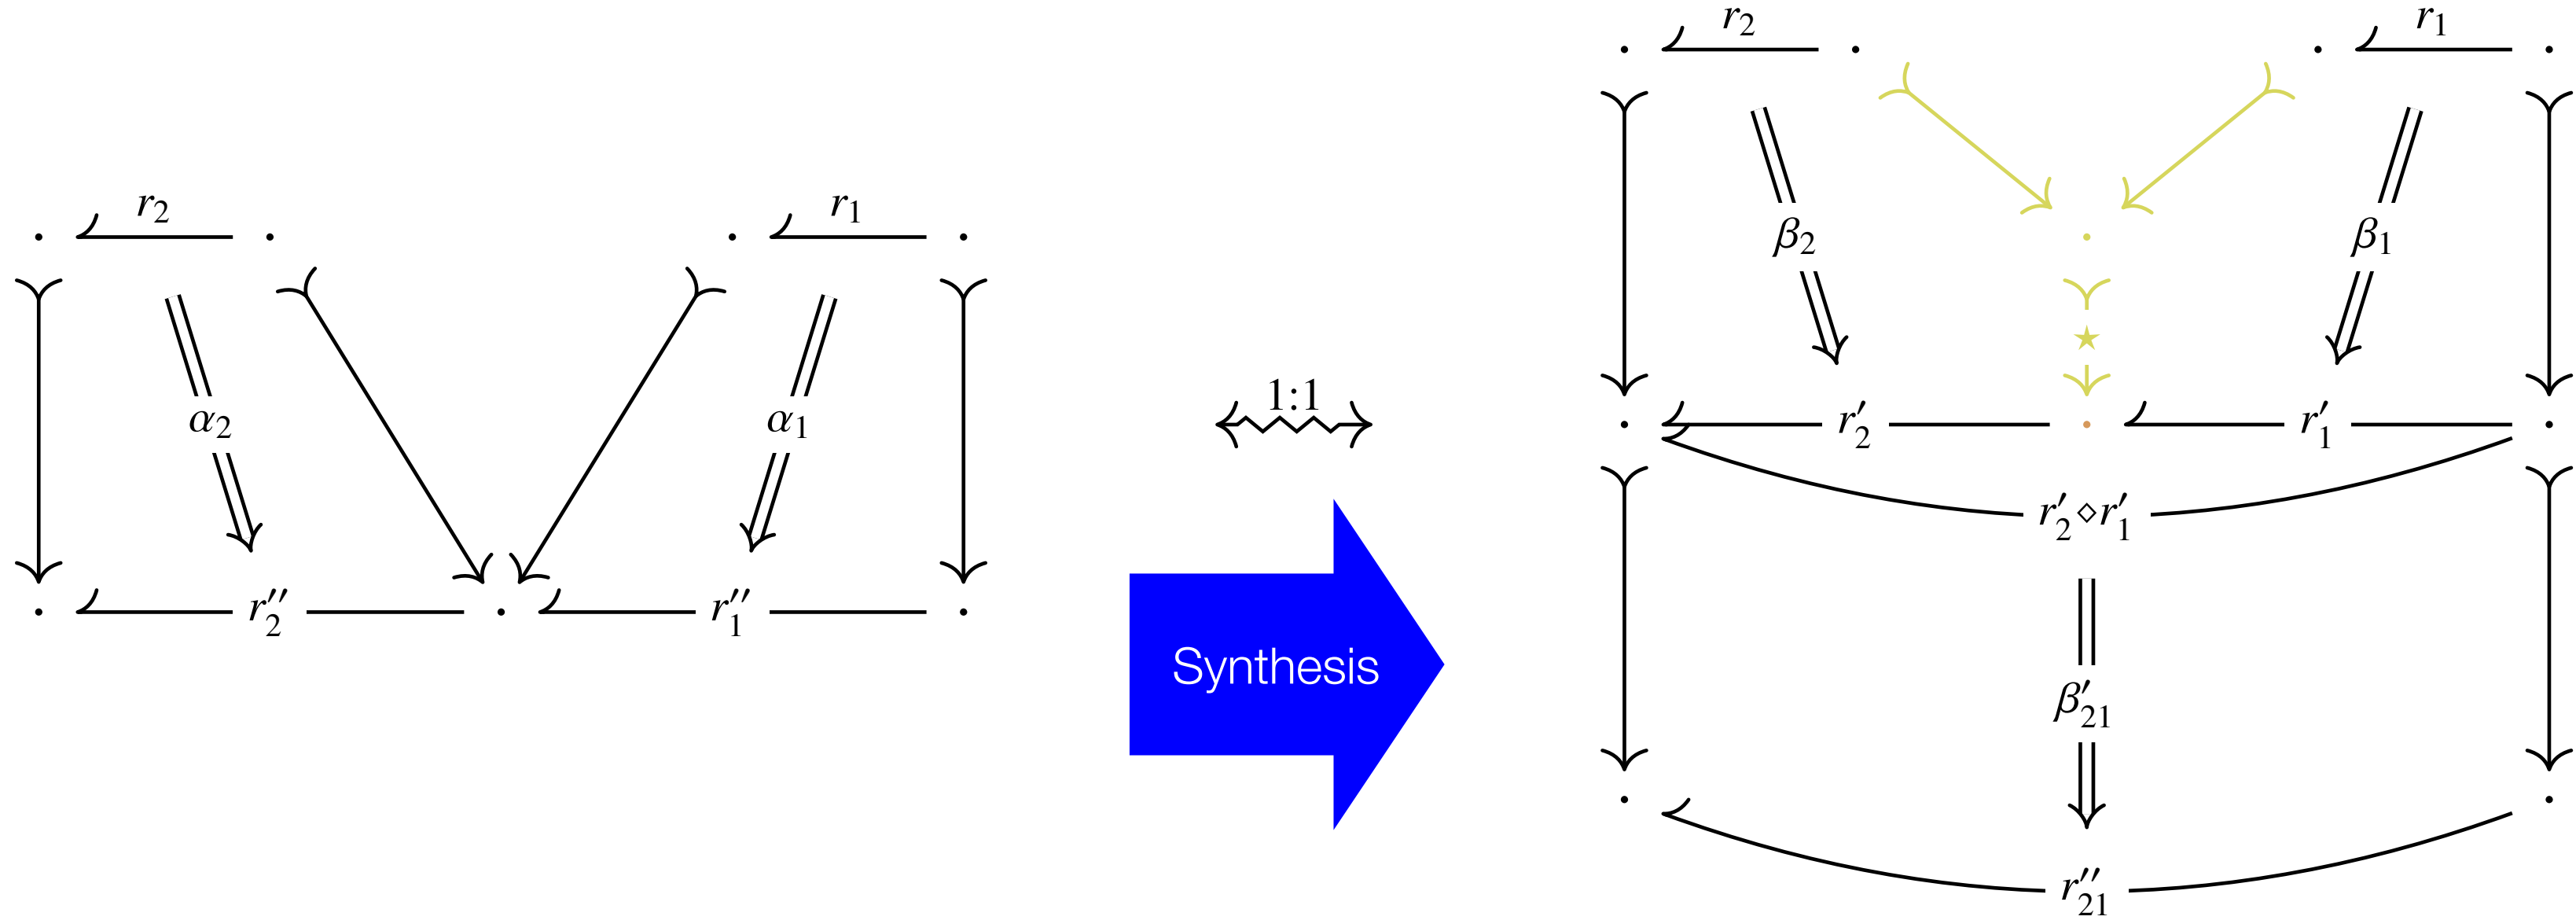 r₂
r₁
r₂
r₁
β₂
β₁
α₂
α₁
1:1
r′₂
r′₁
r′₂⋄r′₁
r″₂
r″₁
Synthesis
β′₂₁
r″₂₁